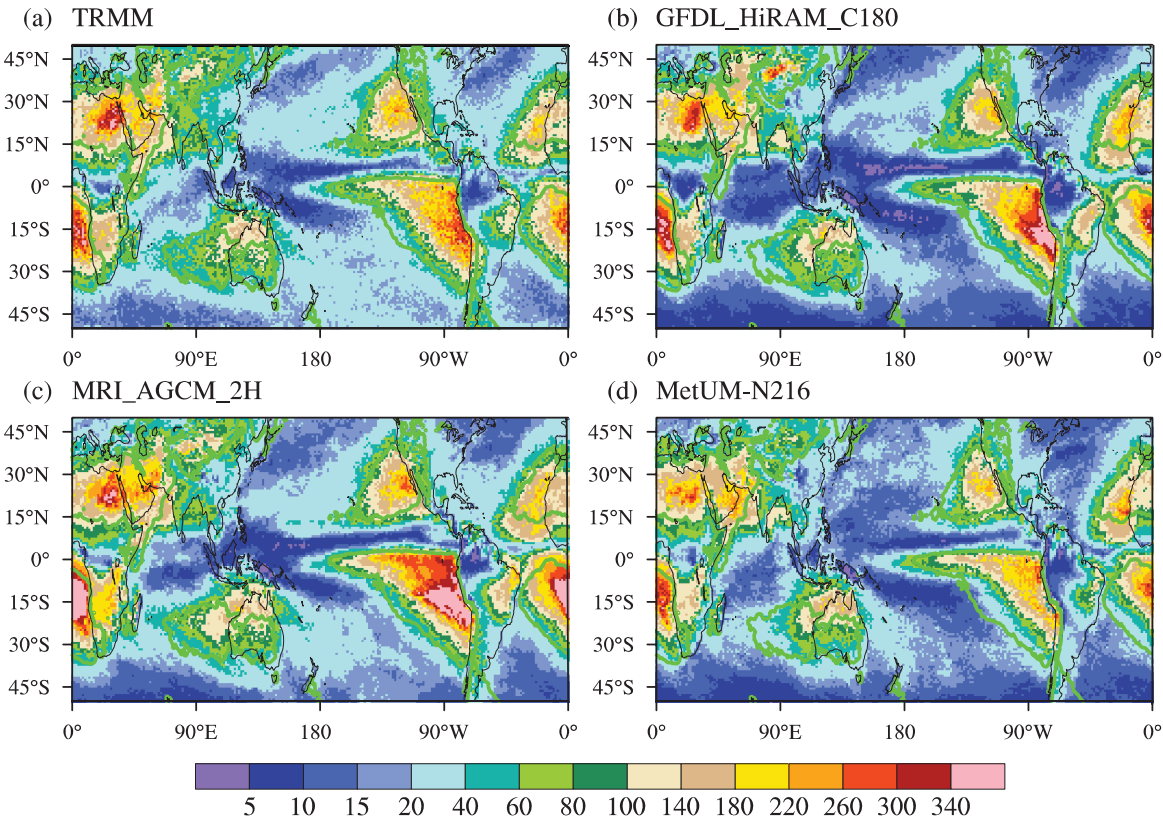 (a) TRMM
(b) GFDL_HiRAM_C180
45°N 45°N
30°N 30°N
15°N 15°N
0° 0°
15°S 15°S
30°S 30°S
45°S 45°S
0° 90°E 180 90°W 0° 0° 90°E 180 90°W 0°
(c) MRI_AGCM_2H
(d) MetUM-N216
45°N 45°N
30°N 30°N
15°N 15°N
0° 0°
15°S 15°S
30°S 30°S
45°S 45°S
0° 90°E 180 90°W 0° 0° 90°E 180 90°W 0°
5 10 15 20 40 60 80 100 140 180 220 260 300 340